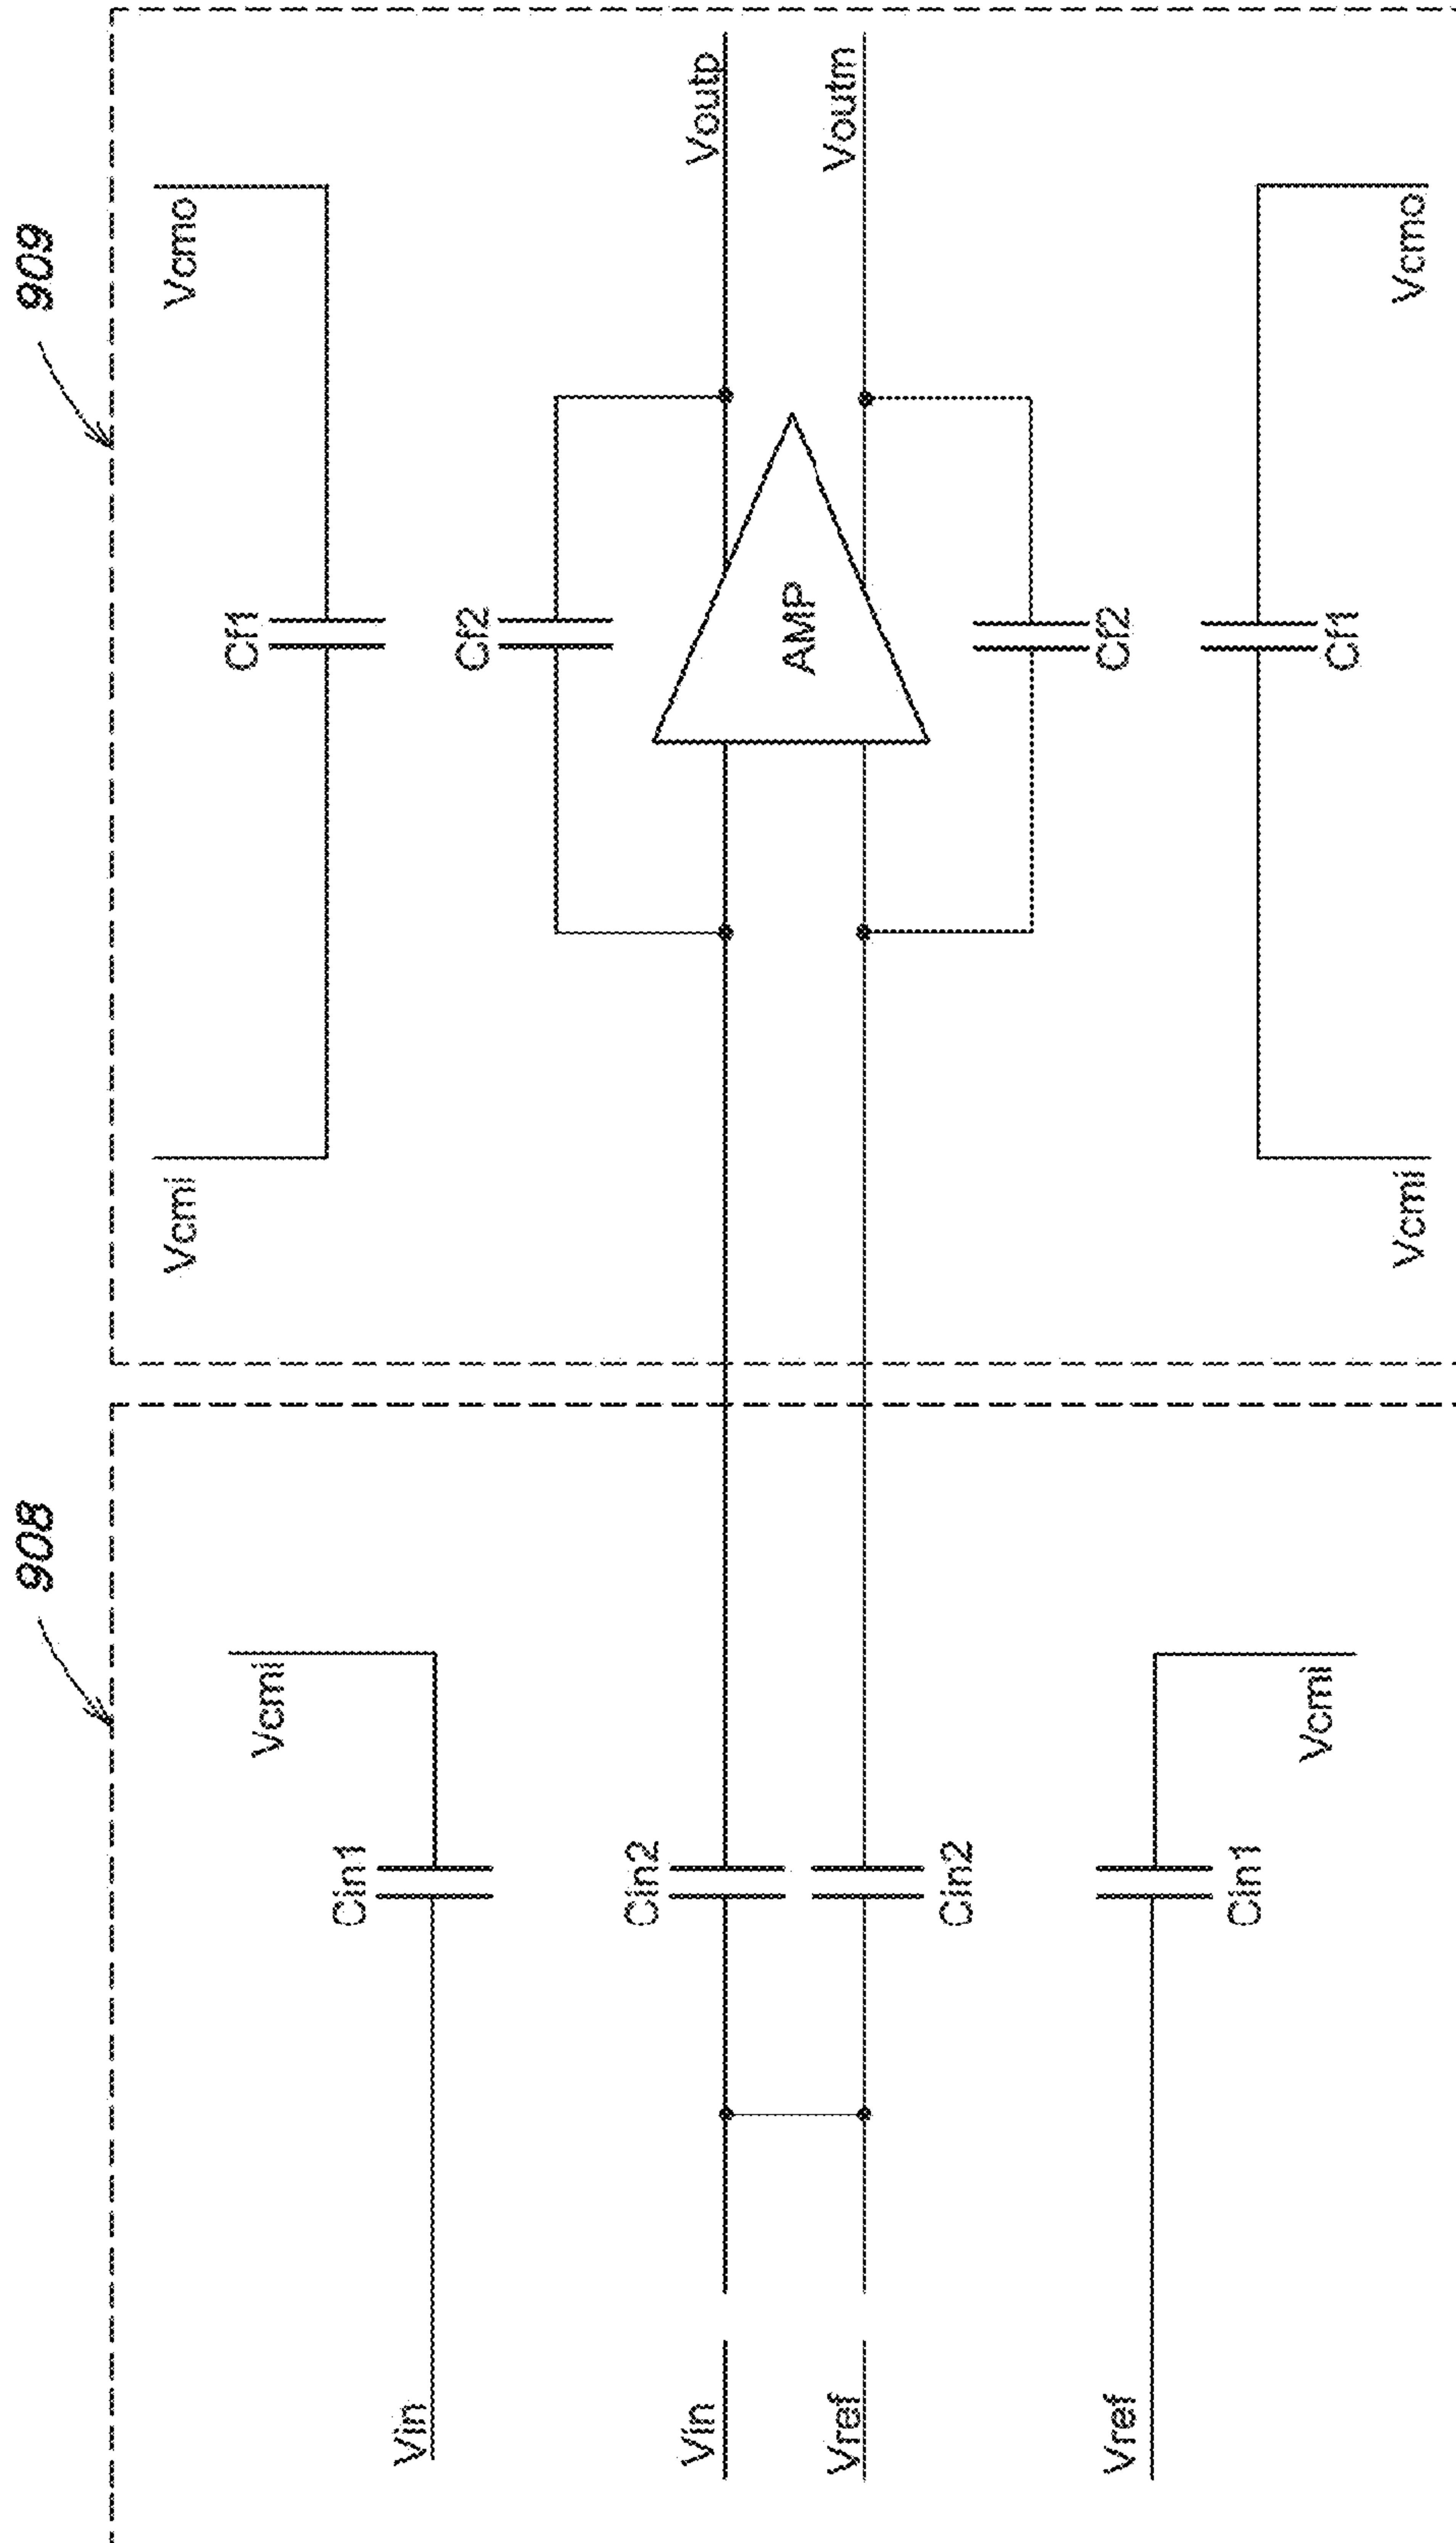 908
909
Vin
Cin1
Vcmi
Vcmi
Cf1
Vcmo
Cf2
Vin
Cin2
Voutp
AMP
Vref
Cin2
Voutm
Cf2
Vref
Cin1
Vcmi
Vcmi
Cf1
Vcmo